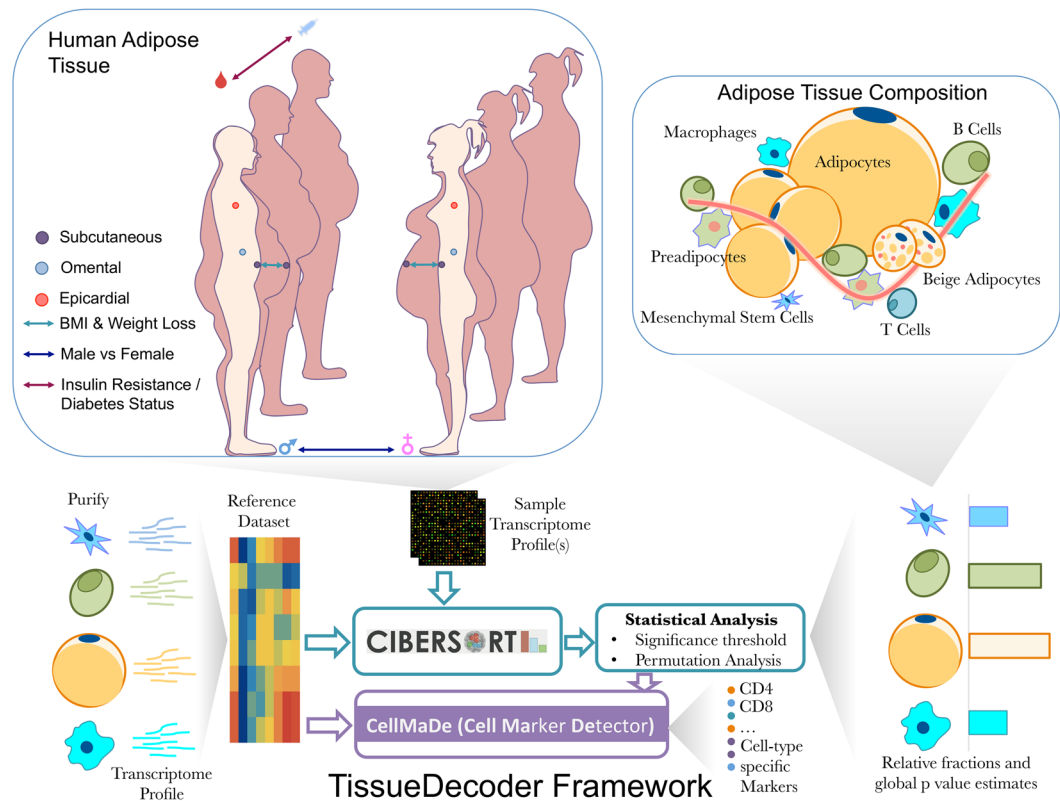 Human Adipose
Tissue
Subcutaneous
Omental
Epicardial
BMI & Weight Loss
Male vs Female
Insulin Resistance /
Diabetes Status
Adipose Tissue Composition
Macrophages
B Cells
Adipocytes
Preadipocytes
Beige Adipocytes
Mesenchymal Stem Cells
T Cells
Purify
Transcriptome
Profile
Reference
Dataset
Sample
Transcriptome
Profile(s)
CIBERSORT
Statistical Analysis
• Significance threshold
• Permutation Analysis
CellMaDe (Cell Marker Detector)
CD4
CD8
...
Cell-type
specific
Markers
Relative fractions and
global p value estimates
TissueDecoder Framework